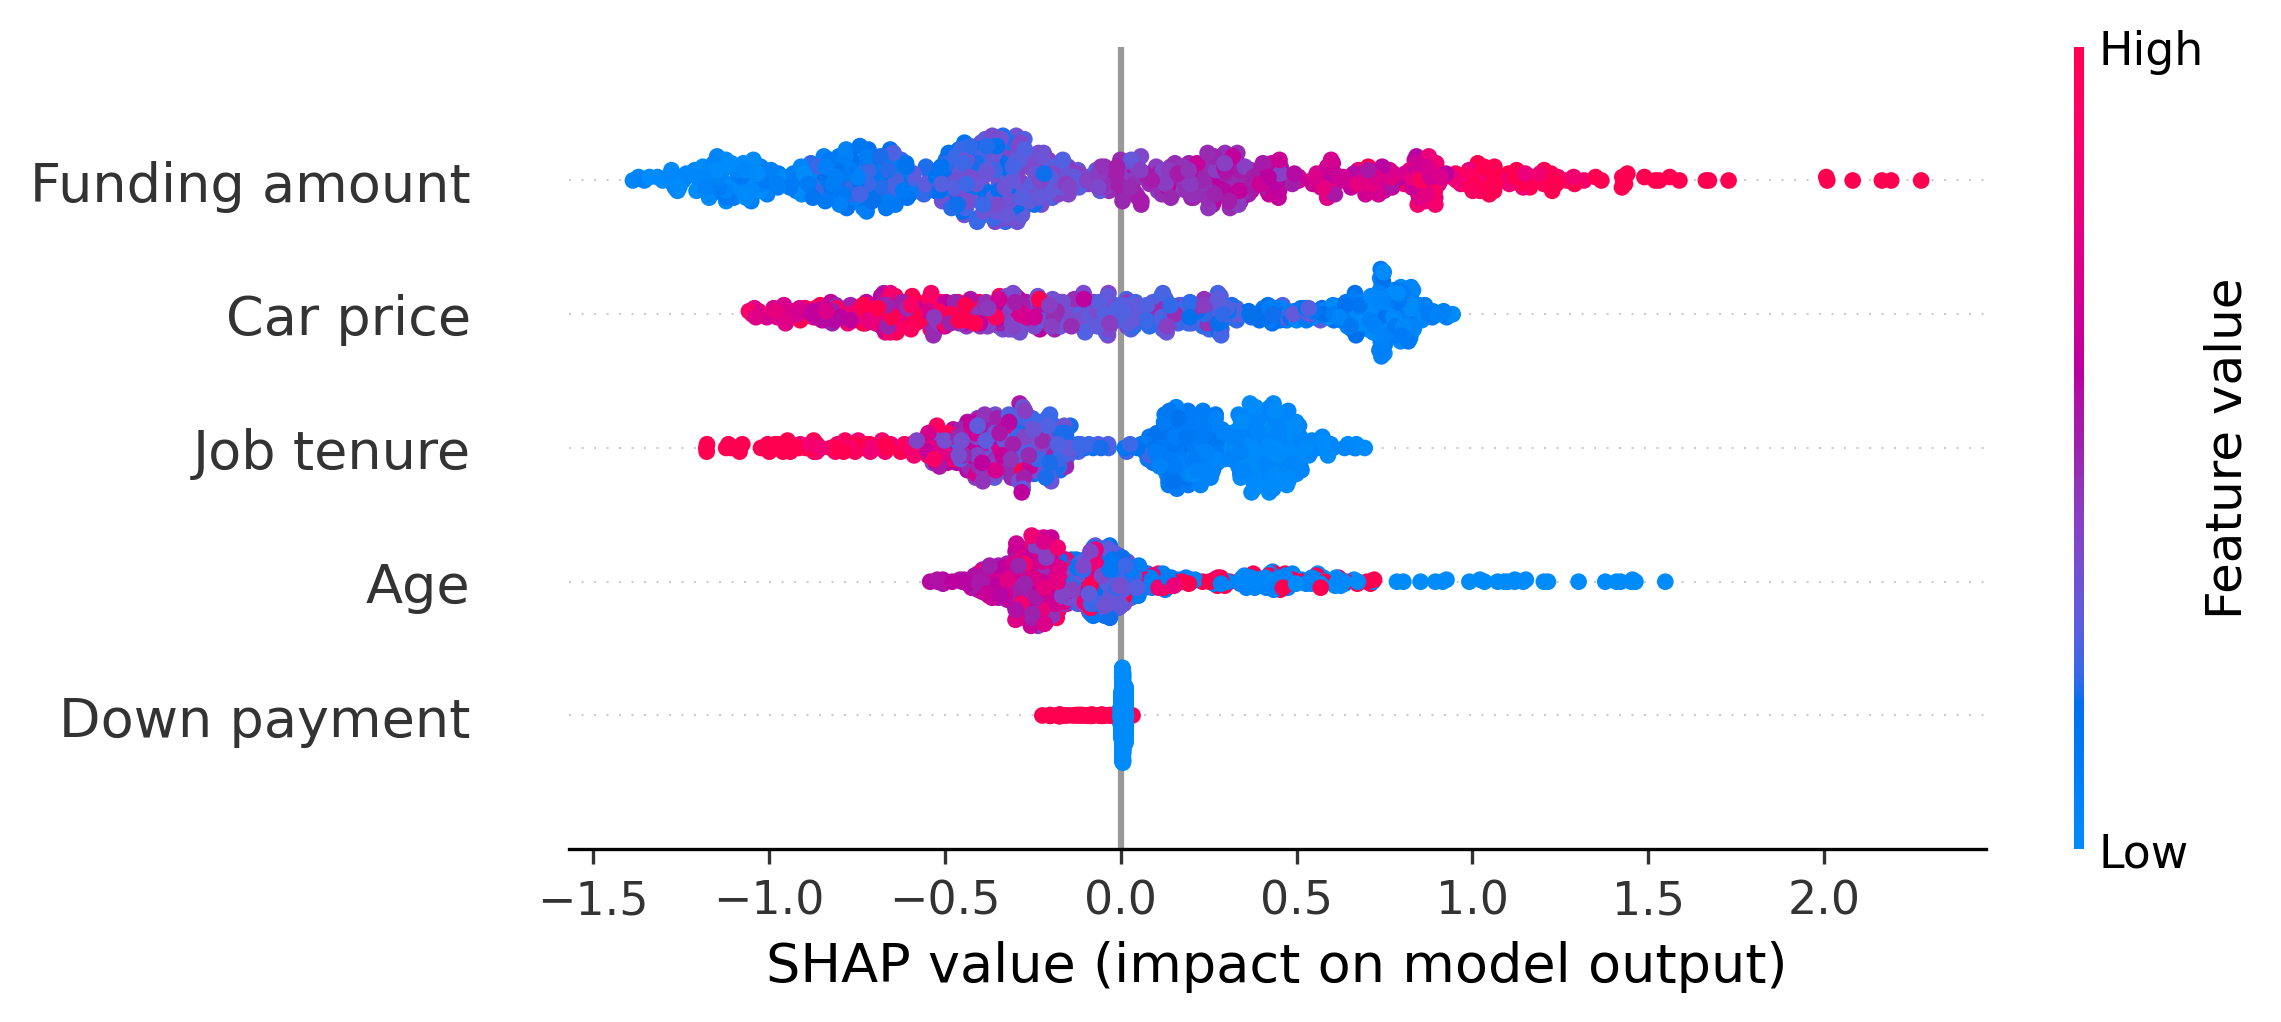 High
Funding amount
Car price
Job tenure
Age
Down payment
Feature value
Low
−1.5 −1.0 −0.5 0.0 0.5 1.0 1.5 2.0
SHAP value (impact on model output)